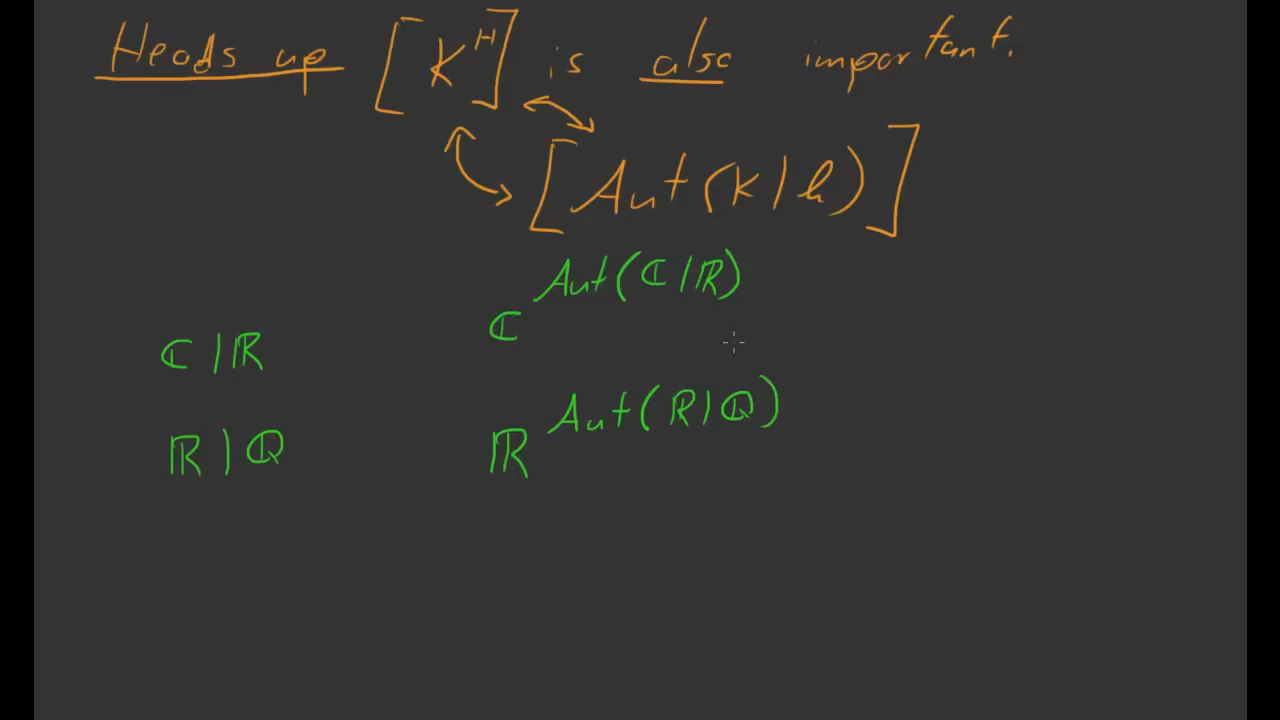 Heads up [K^H] is also important.
[Aut(K/k)]
ℂ^Aut(ℂ/ℝ)
ℂ/ℝ
ℝ^Aut(ℝ/ℚ)
ℝ/ℚ